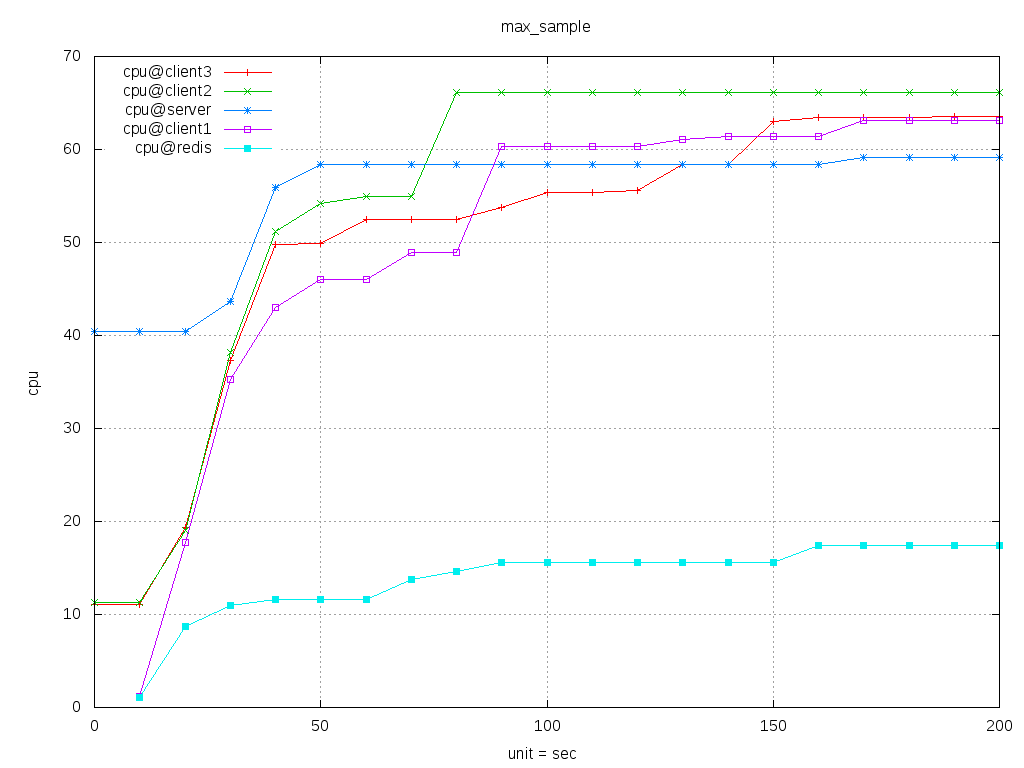 max_sample
70
60
50
40
30
20
10
0
cpu@client3
cpu@client2
cpu@server
cpu@client1
cpu@redis
cpu
0 50 100 150 200
unit = sec